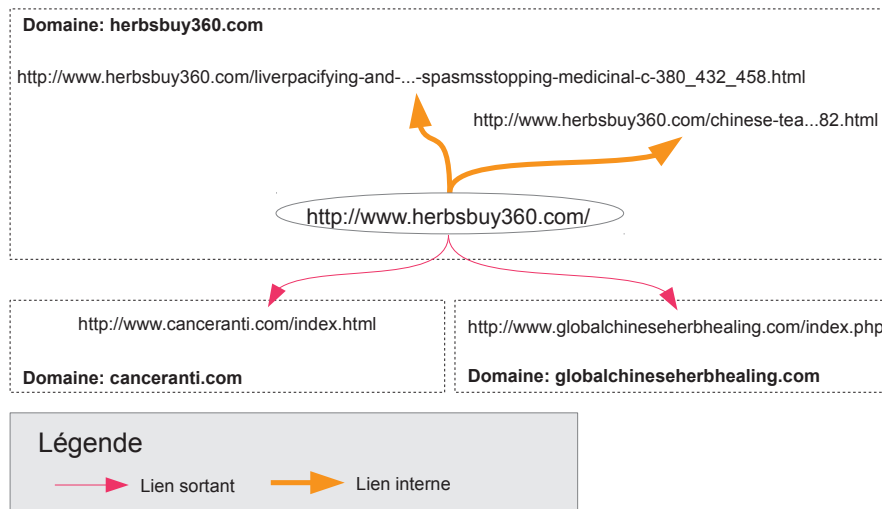 Domaine: herbsbuy360.com
http://www.herbsbuy360.com/liverpacifying-and-...-spasmsstopping-medicinal-c-380_432_458.html
http://www.herbsbuy360.com/chinese-tea...82.html
http://www.herbsbuy360.com/
http://www.canceranti.com/index.html
Domaine: canceranti.com
http://www.globalchineseherbhealing.com/index.php
Domaine: globalchineseherbhealing.com
Légende
Lien sortant
Lien interne